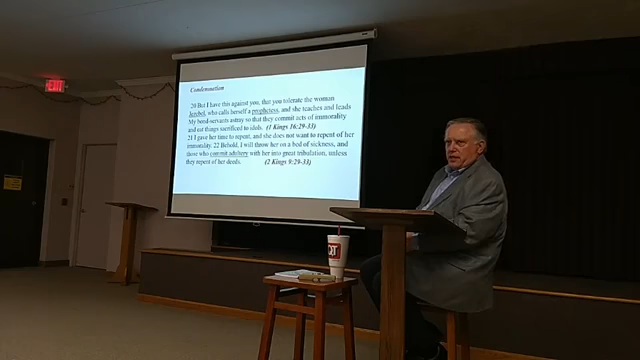 EXIT
Condemnation
20 But I have this against you, that you tolerate the woman
Jezebel, who calls herself a prophetess, and she teaches and leads
My bond-servants astray so that they commit acts of immorality
and eat things sacrificed to idols. (1 Kings 16:29-33)
21 I gave her time to repent, and she does not want to repent of her
immorality. 22 Behold, I will throw her on a bed of sickness, and
those who commit adultery with her into great tribulation, unless
they repent of her deeds. (2 Kings 9:29-33)
QT